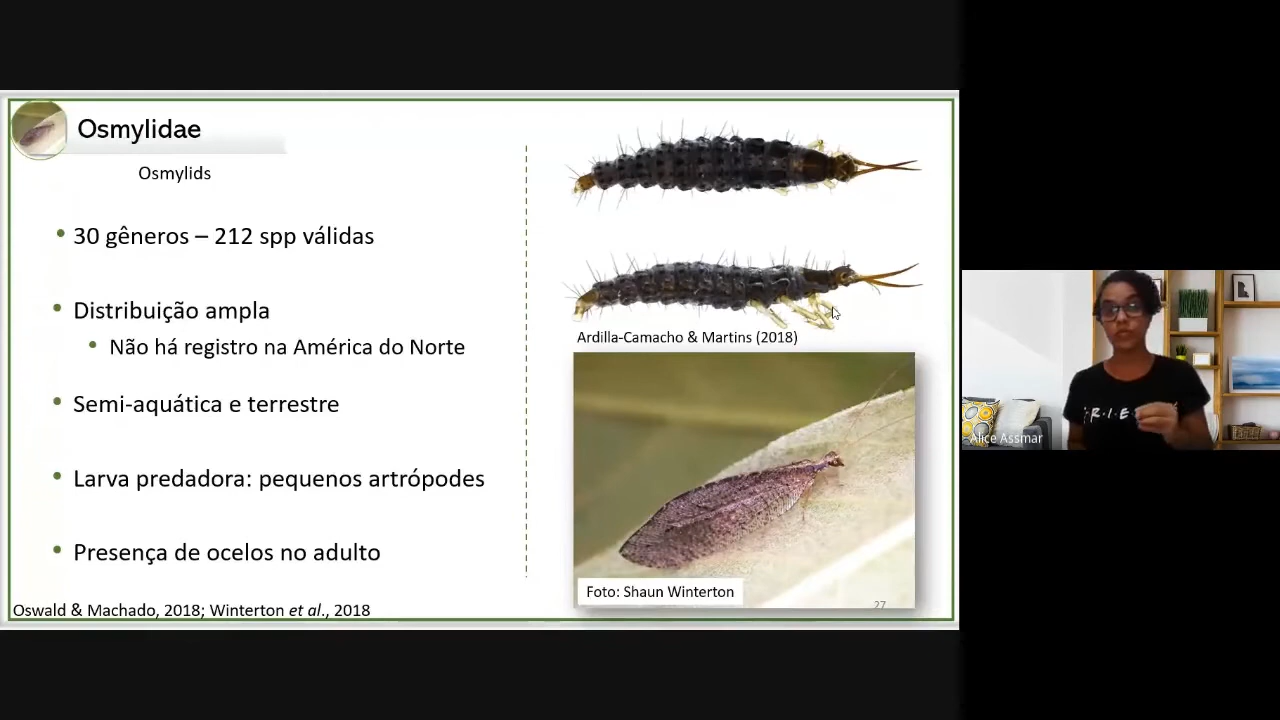 Osmylidae
Osmylids
• 30 gêneros – 212 spp válidas
• Distribuição ampla
• Não há registro na América do Norte
• Semi-aquática e terrestre
• Larva predadora: pequenos artrópodes
• Presença de ocelos no adulto
Oswald & Machado, 2018; Winterton et al., 2018
Ardilla-Camacho & Martins (2018)
Foto: Shaun Winterton
27
Alice Assmar